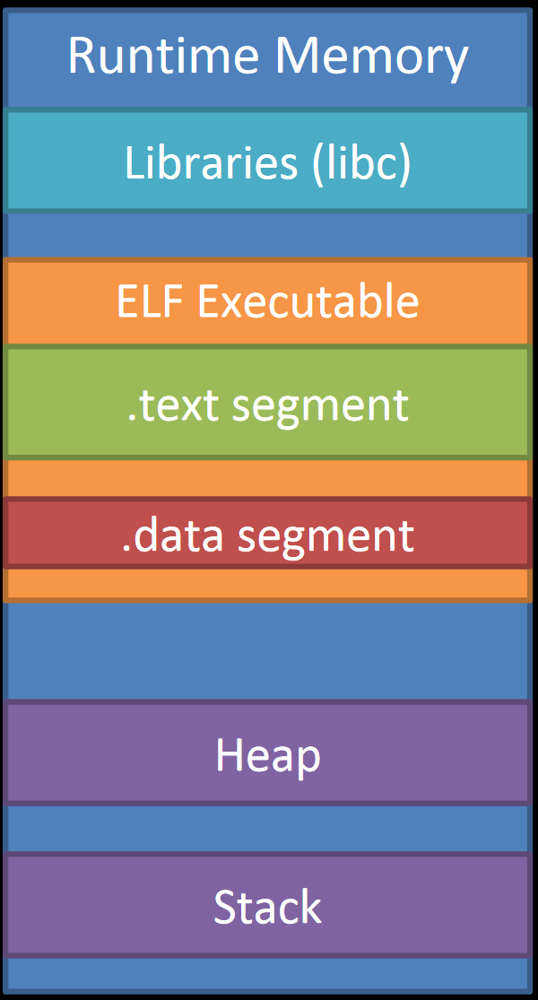 Runtime Memory
Libraries (libc)
ELF Executable
.text segment
.data segment
Heap
Stack